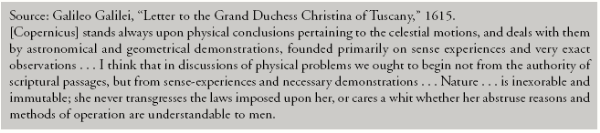 Source: Galileo Galilei, “Letter to the Grand Duchess Christina of Tuscany,” 1615.
[Copernicus] stands always upon physical conclusions pertaining to the celestial motions, and deals with them
by astronomical and geometrical demonstrations, founded primarily on sense experiences and very exact
observations . . . I think that in discussions of physical problems we ought to begin not from the authority of
scriptural passages, but from sense-experiences and necessary demonstrations . . . Nature . . . is inexorable and
immutable; she never transgresses the laws imposed upon her, or cares a whit whether her abstruse reasons and
methods of operation are understandable to men.